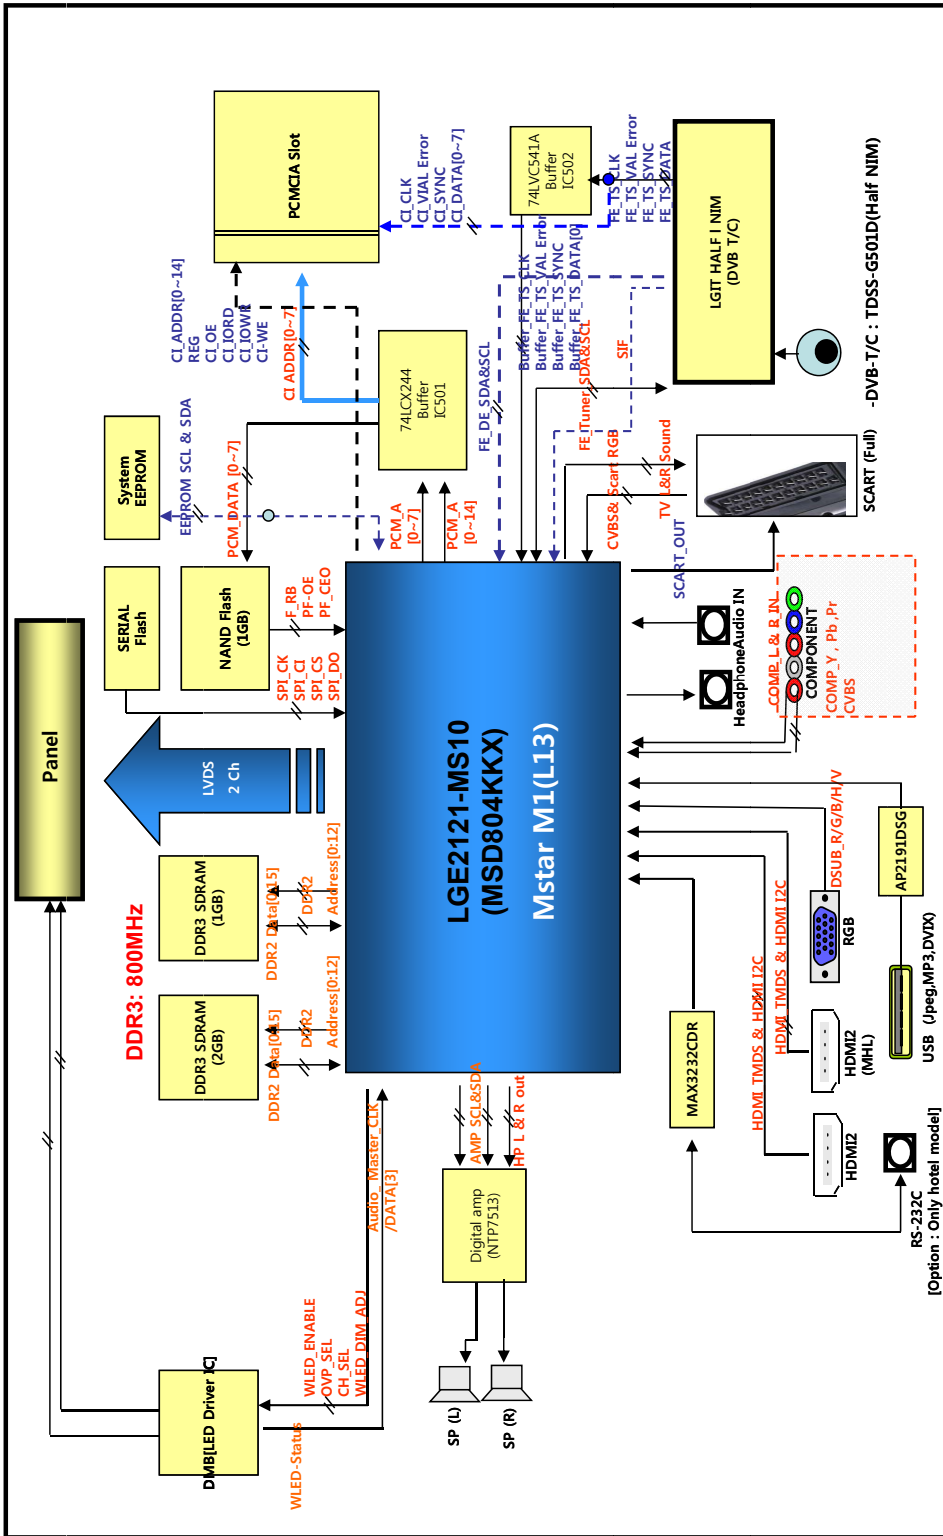 Panel
DDR3: 800MHz
LVDS
2 Ch
DMB[LED Driver IC]
WLED-Status
WLED_ENABLE
OVP_SEL
CH_SEL
WLED_DIM_ADJ
Audio_Master_CLK
/DATA[3]
DDR3 SDRAM
(2GB)
DDR2 Data[0:15]
DDR2
Address[0:12]
DDR3 SDRAM
(1GB)
DDR2 Data[0:15]
DDR2
Address[0:12]
SERIAL
Flash
SPI_CK
SPI_CI
SPI_CS
SPI_DO
NAND Flash
(1GB)
F_RB
PF-OE
PF_CEO
System
EEPROM
EEPROM SCL & SDA
PCM_DATA [0~7]
CI_ADDR[0~14]
REG
CI_OE
CI_IORD
CI_IOWR
CI-WE
CI ADDR[0~7]
PCMCIA Slot
CI_CLK
CI_VIAL Error
CI_SYNC
CI_DATA[0~7]
74LCX244
Buffer
IC501
PCM_A
[0~7]
PCM_A
[0~14]
74LVC541A
Buffer
IC502
FE_TS_CLK
FE_TS_VAL Error
FE_TS_SYNC
FE_TS_DATA
Buffer_FE_TS_CLK
Buffer_FE_TS_VAL Error
Buffer_FE_TS_SYNC
Buffer_FE_TS_DATA[0]
FE_DE_SDA&SCL
FE_Tuner_SDA&SCL
SIF
LGIT HALF I NIM
(DVB T/C)
-DVB-T/C : TDSS-G501D(Half NIM)
LGE2121-MS10
(MSD804KKX)
Mstar M1(L13)
CVBS& Scart RGB
TV L&R Sound
SCART_OUT
SCART (Full)
HeadphoneAudio IN
COMP_L & R_IN
COMPONENT
COMP_Y , Pb ,Pr
CVBS
AMP SCL&SDA
HP L & R out
Digital amp
(NTP7513)
SP (L)
SP (R)
MAX3232CDR
RS-232C
[Option : Only hotel model]
HDMI TMDS & HDMI I2C
HDMI2
HDMI TMDS & HDMI I2C
HDMI2
(MHL)
DSUB_R/G/B/H/V
RGB
AP2191DSG
USB (Jpeg,MP3,DVIX)